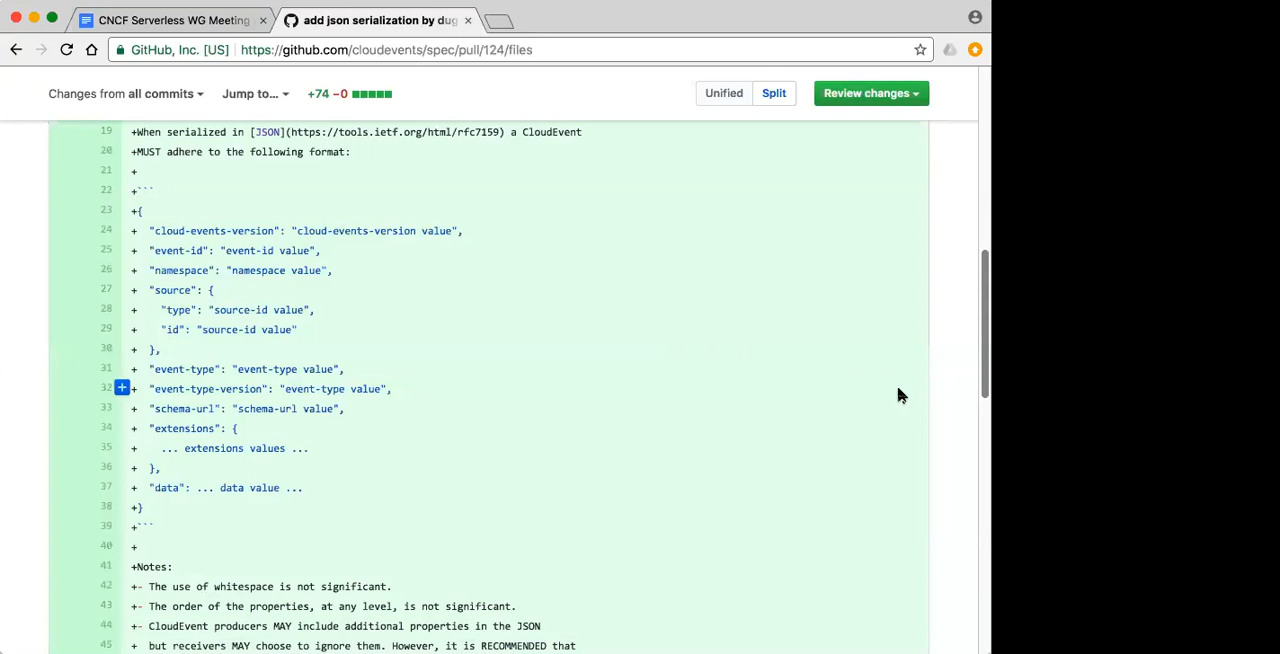 CNCF Serverless WG Meeting
add json serialization by dug
GitHub, Inc. [US] https://github.com/cloudevents/spec/pull/124/files
Changes from all commits Jump to... +74 −0 Unified Split Review changes
19 +When serialized in [JSON](https://tools.ietf.org/html/rfc7159) a CloudEvent
20 +MUST adhere to the following format:
21 +
22 +```
23 +{
24 + "cloud-events-version": "cloud-events-version value",
25 + "event-id": "event-id value",
26 + "namespace": "namespace value",
27 + "source": {
28 + "type": "source-id value",
29 + "id": "source-id value"
30 + },
31 + "event-type": "event-type value",
32 + "event-type-version": "event-type value",
33 + "schema-url": "schema-url value",
34 + "extensions": {
35 + ... extensions values ...
36 + },
37 + "data": ... data value ...
38 +}
39 +```
40 +
41 +Notes:
42 +- The use of whitespace is not significant.
43 +- The order of the properties, at any level, is not significant.
44 +- CloudEvent producers MAY include additional properties in the JSON
45 + but receivers MAY choose to ignore them. However, it is RECOMMENDED that